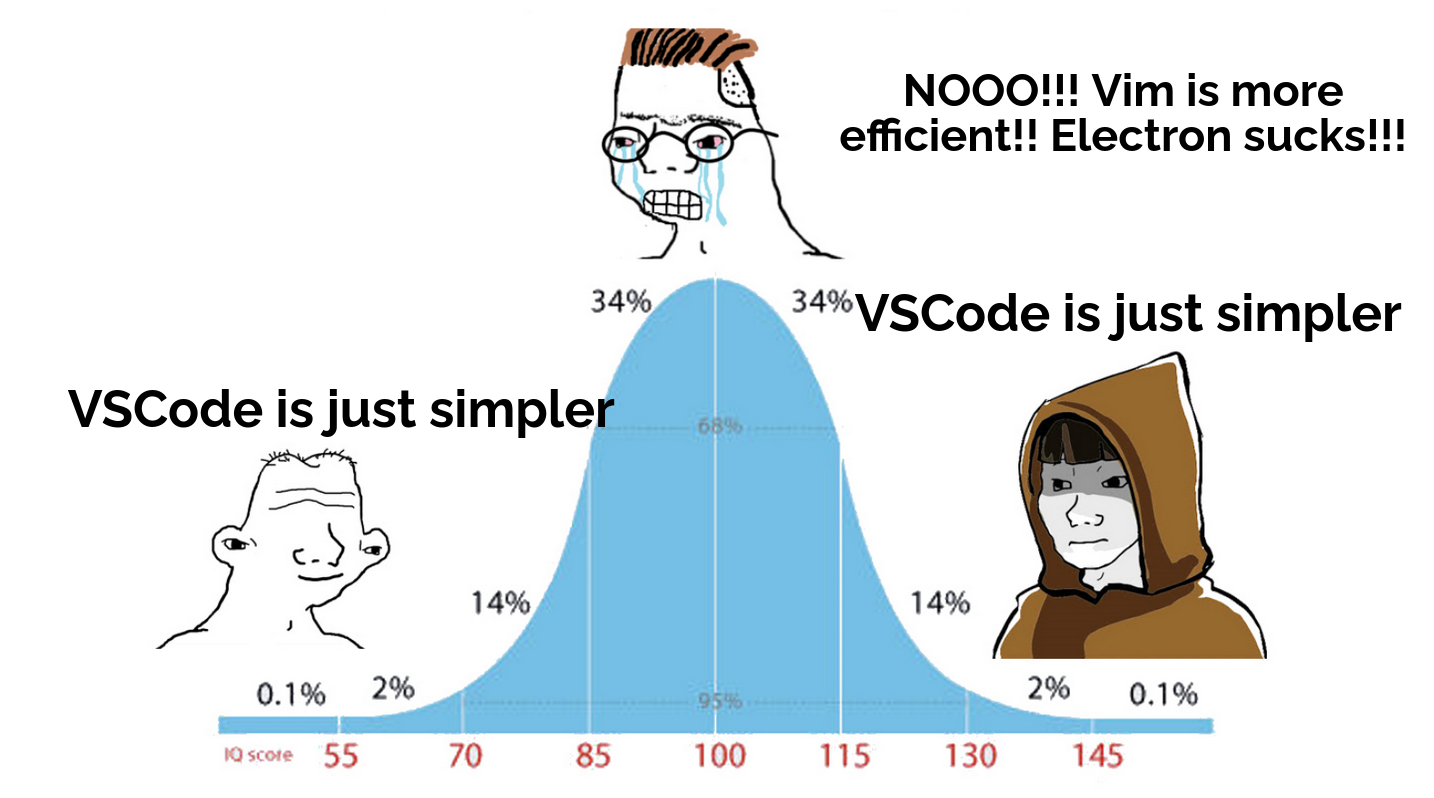 NOOO!!! Vim is more
efficient!! Electron sucks!!!
34%
34%
VSCode is just simpler
VSCode is just simpler
68%
14%
14%
0.1%
2%
95%
2%
0.1%
IQ score 55 70 85 100 115 130 145